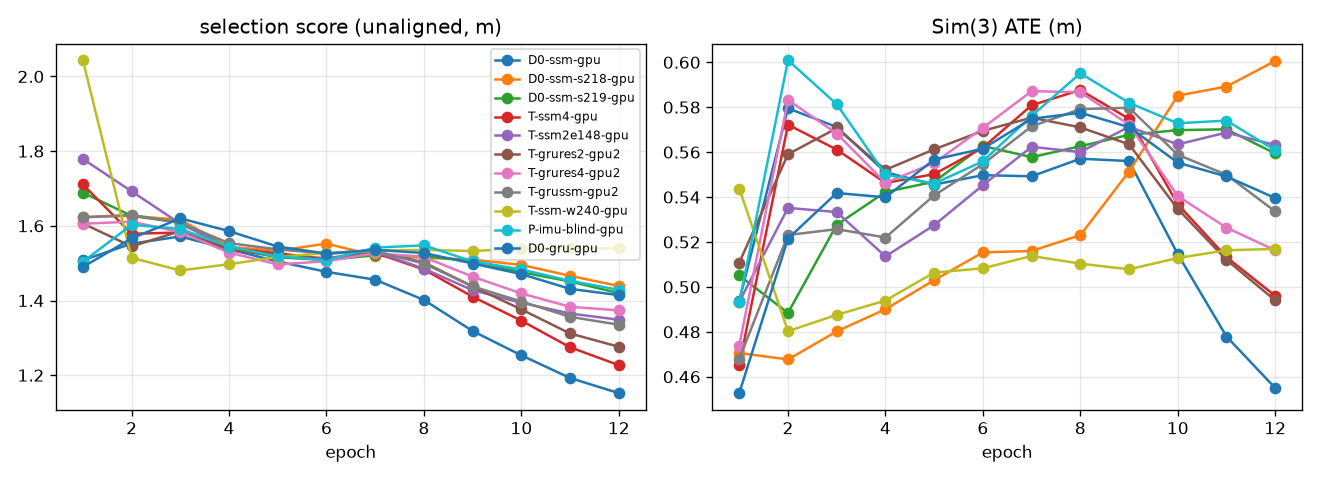 selection score (unaligned, m)
2.0
1.8
1.6
1.4
1.2
2
4
6
8
10
12
epoch
D0-ssm-gpu
D0-ssm-s218-gpu
D0-ssm-s219-gpu
T-ssm4-gpu
T-ssm2e148-gpu
T-grures2-gpu2
T-grures4-gpu2
T-grussm-gpu2
T-ssm-w240-gpu
P-imu-blind-gpu
D0-gru-gpu
Sim(3) ATE (m)
0.60
0.58
0.56
0.54
0.52
0.50
0.48
0.46
2
4
6
8
10
12
epoch